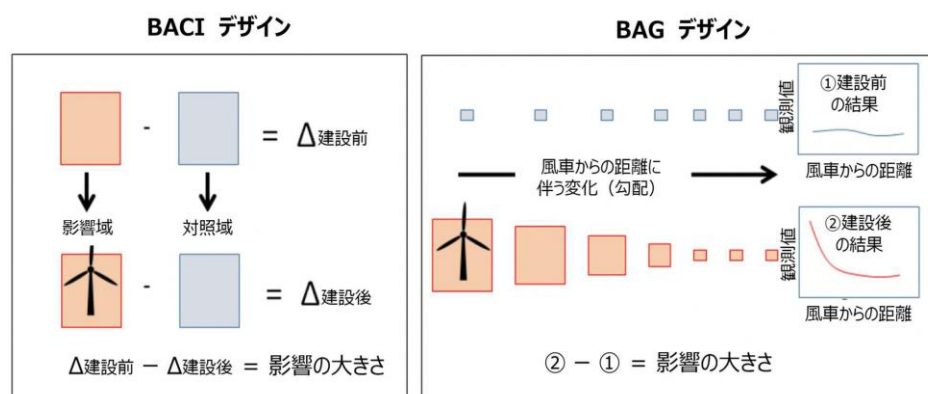 BACI デザイン
- = Δ建設前
影響域 対照域
- = Δ建設後
Δ建設前 − Δ建設後 = 影響の大きさ
BAG デザイン
観測値
①建設前
の結果
風車からの距離
風車からの距離に
伴う変化（勾配）
観測値
②建設後
の結果
風車からの距離
② − ① = 影響の大きさ